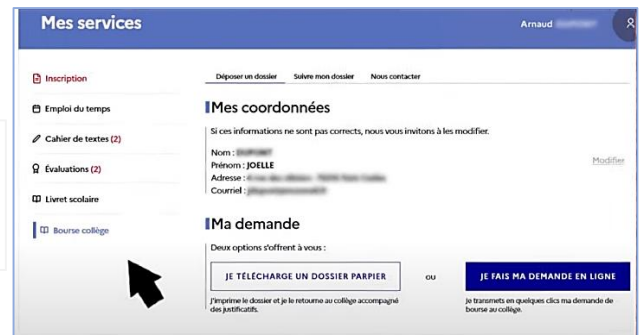 Mes services
Arnaud
Inscription
Emploi du temps
Cahier de textes (2)
Évaluations (2)
Livret scolaire
Bourse collège
Déposer un dossier Suivre mon dossier Nous contacter
Mes coordonnées
Si ces informations ne sont pas corrects, nous vous invitons à les modifier.
Nom :
Prénom : JOELLE
Adresse :
Courriel :
Modifier
Ma demande
Deux options s'offrent à vous :
JE TÉLÉCHARGE UN DOSSIER PARPIER ou JE FAIS MA DEMANDE EN LIGNE
J'imprime le dossier et je le retourne au collège accompagné
des justificatifs.
Je transmets en quelques clics ma demande de
bourse au collège.